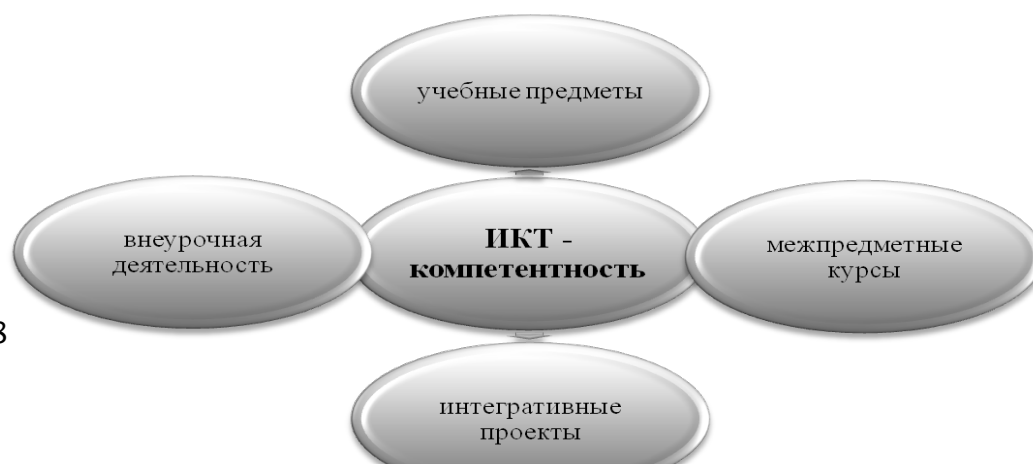 учебные предметы
внеурочная
деятельность
ИКТ -
компетентность
межпредметные
курсы
интегративные
проекты